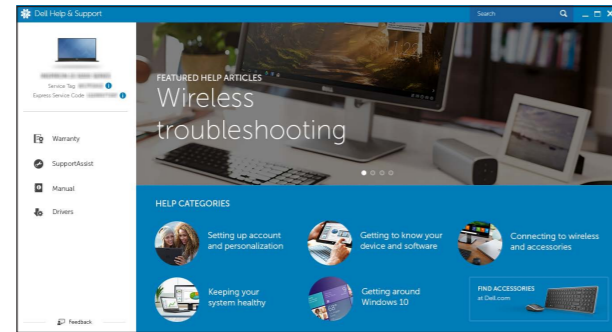 Dell Help & Support
Search
Service Tag:
Express Service Code:
Warranty
SupportAssist
Manual
Drivers
Feedback
FEATURED HELP ARTICLES
Wireless
troubleshooting
HELP CATEGORIES
Setting up account
and personalization
Getting to know your
device and software
Connecting to wireless
and accessories
Keeping your
system healthy
Getting around
Windows 10
FIND ACCESSORIES
at Dell.com